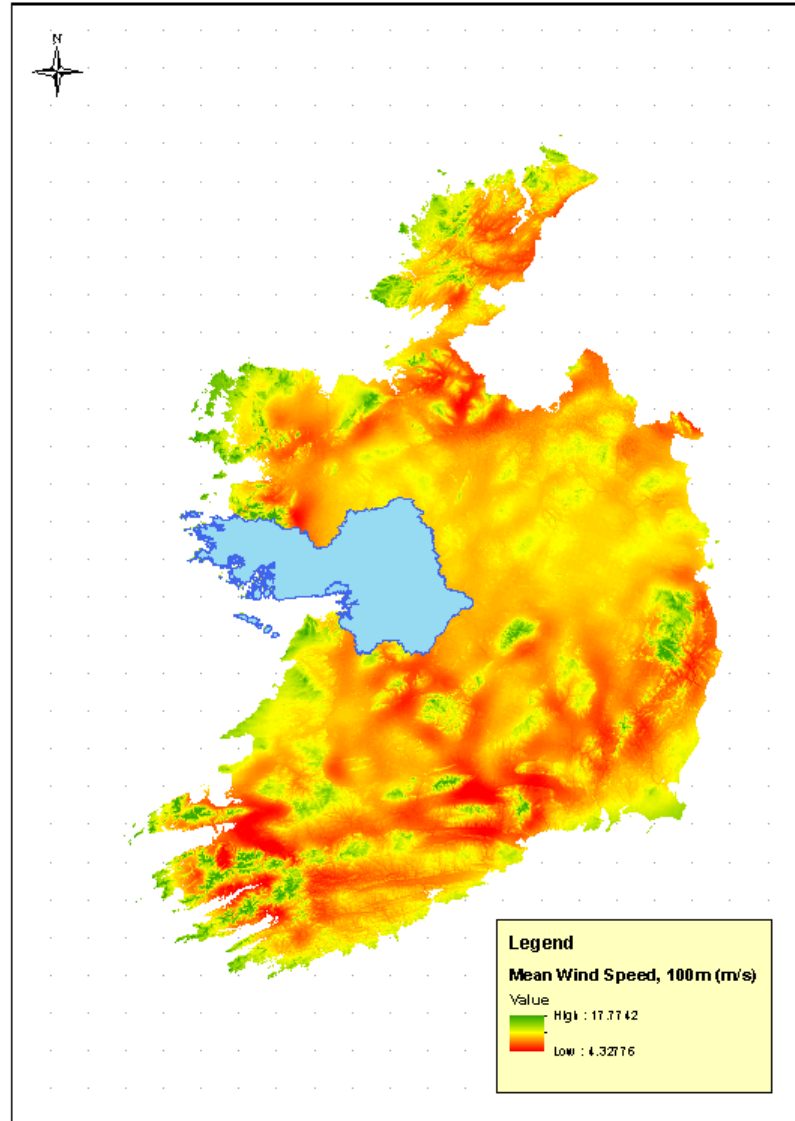 N
Legend
Mean Wind Speed, 100m (m/s)
Value
High : 17.7742
Low : 4.32776